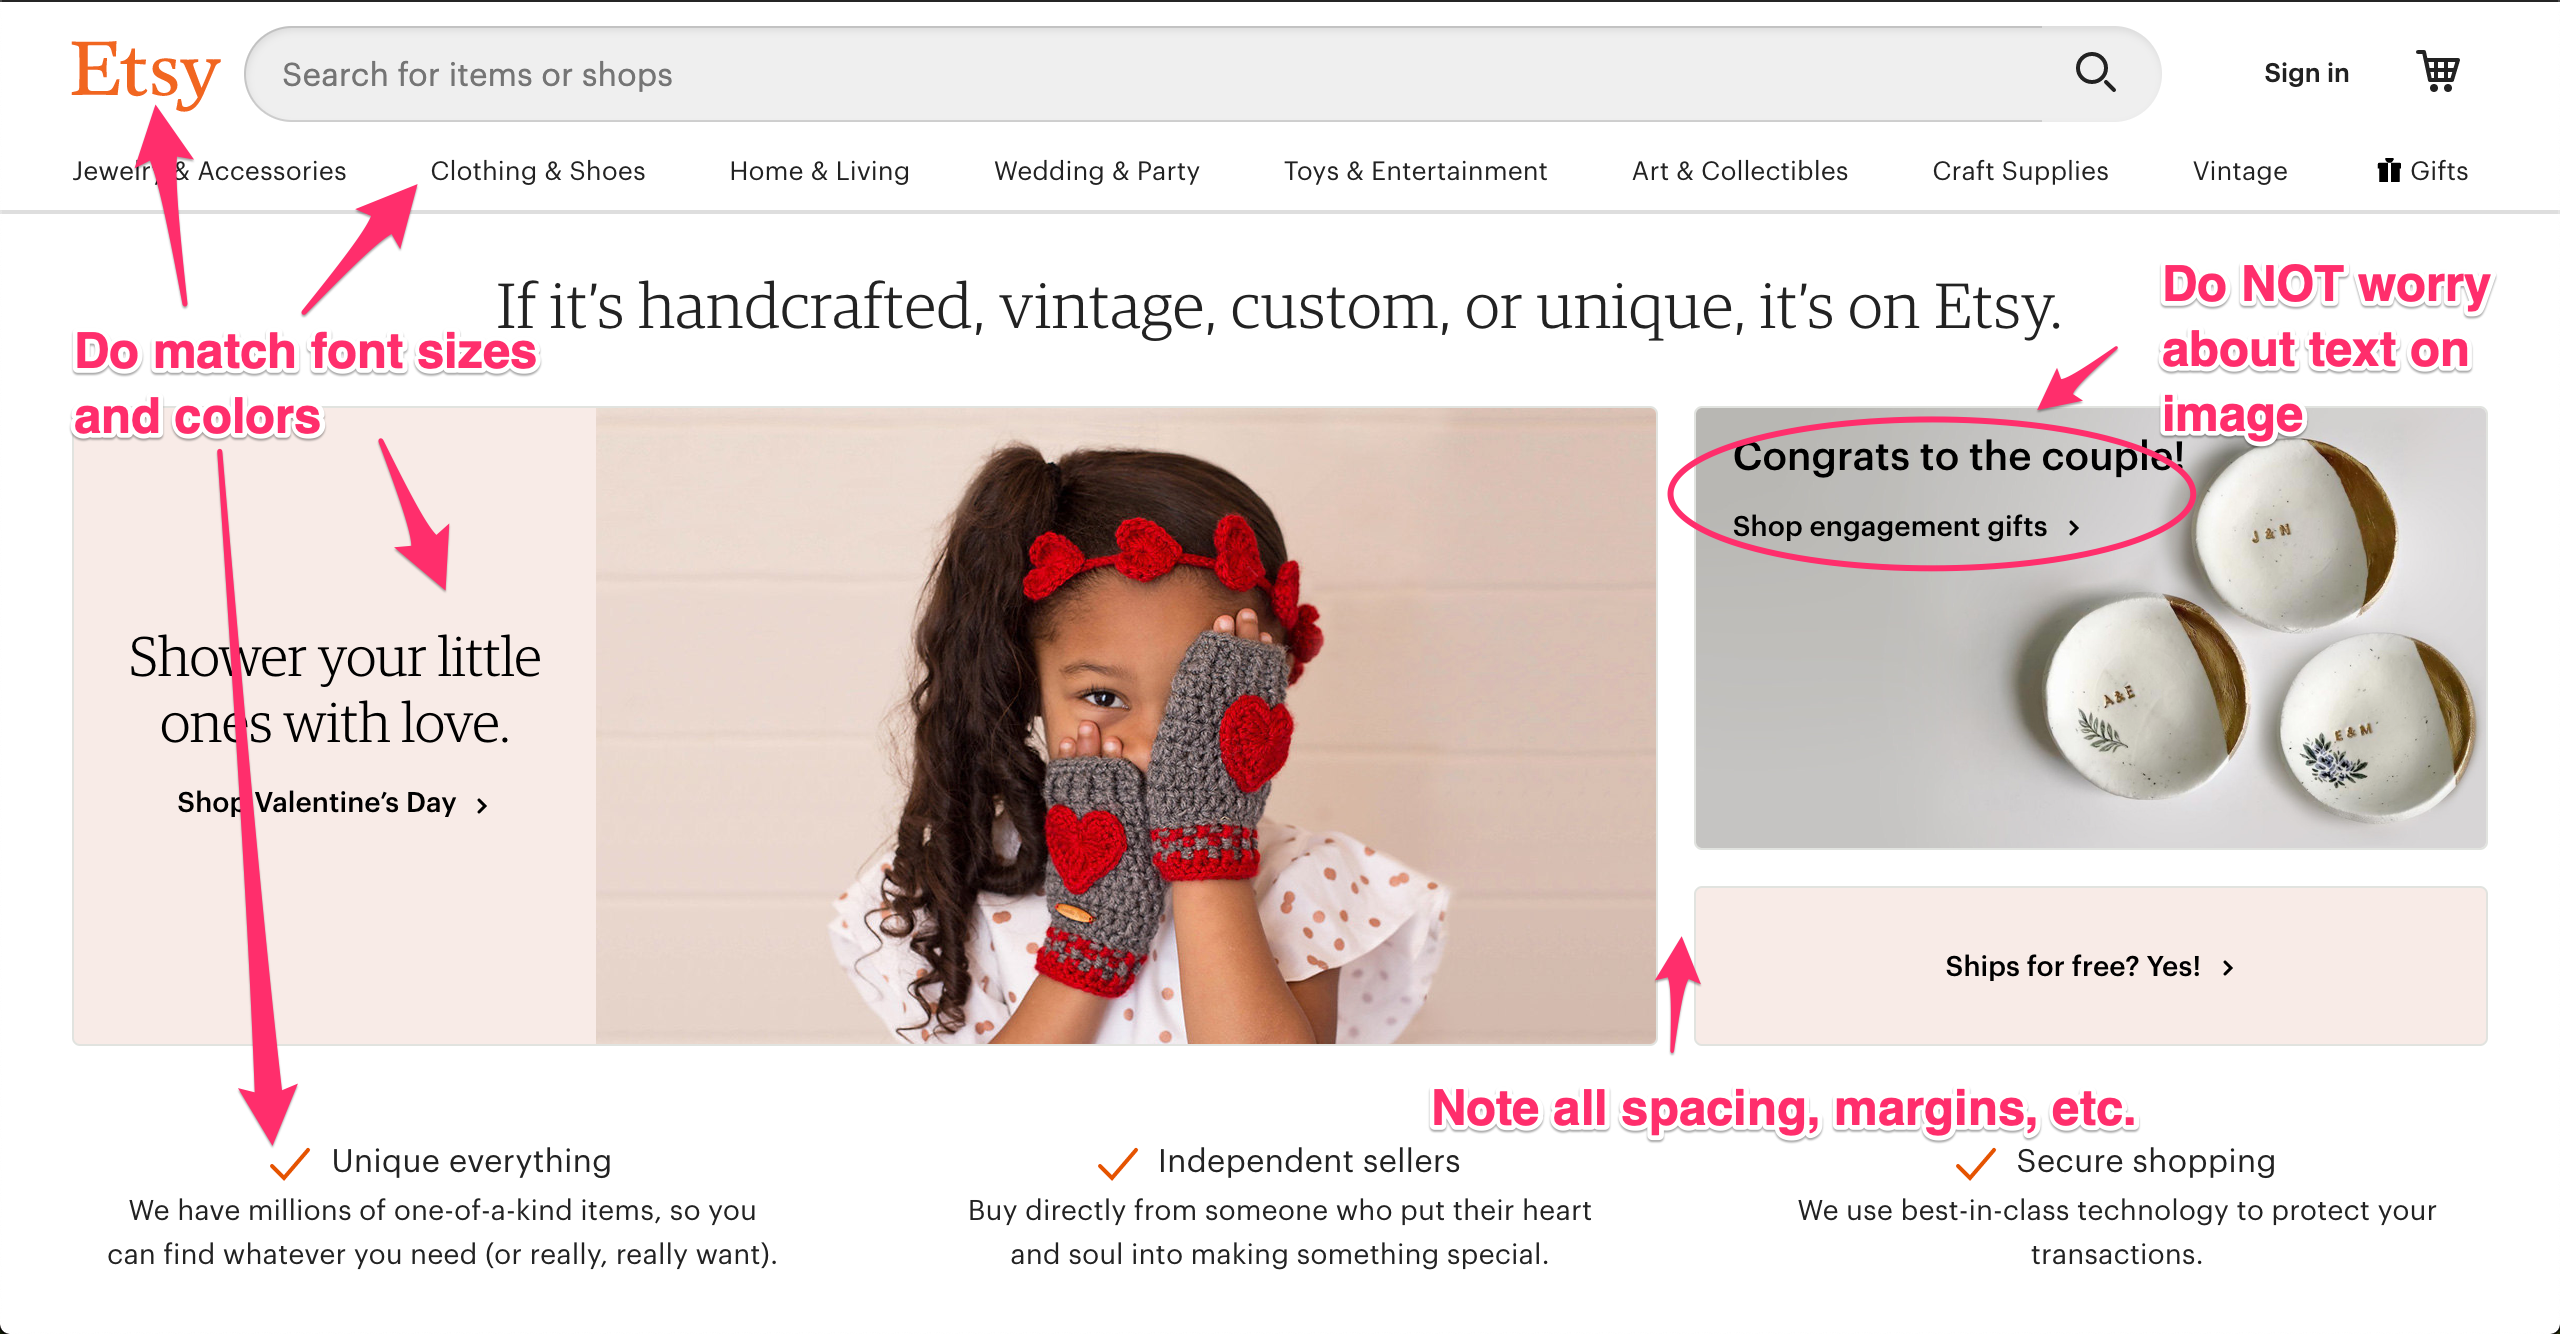 Etsy
Search for items or shops
Sign in
Jewelry & Accessories
Clothing & Shoes
Home & Living
Wedding & Party
Toys & Entertainment
Art & Collectibles
Craft Supplies
Vintage
Gifts
If it’s handcrafted, vintage, custom, or unique, it’s on Etsy.
Do match font sizes
and colors
Do NOT worry
about text on
image
Shower your little
ones with love.
Shop Valentine’s Day
Congrats to the couple!
Shop engagement gifts
J & N
A & E
E & M
Ships for free? Yes!
Note all spacing, margins, etc.
Unique everything
We have millions of one-of-a-kind items, so you
can find whatever you need (or really, really want).
Independent sellers
Buy directly from someone who put their heart
and soul into making something special.
Secure shopping
We use best-in-class technology to protect your
transactions.